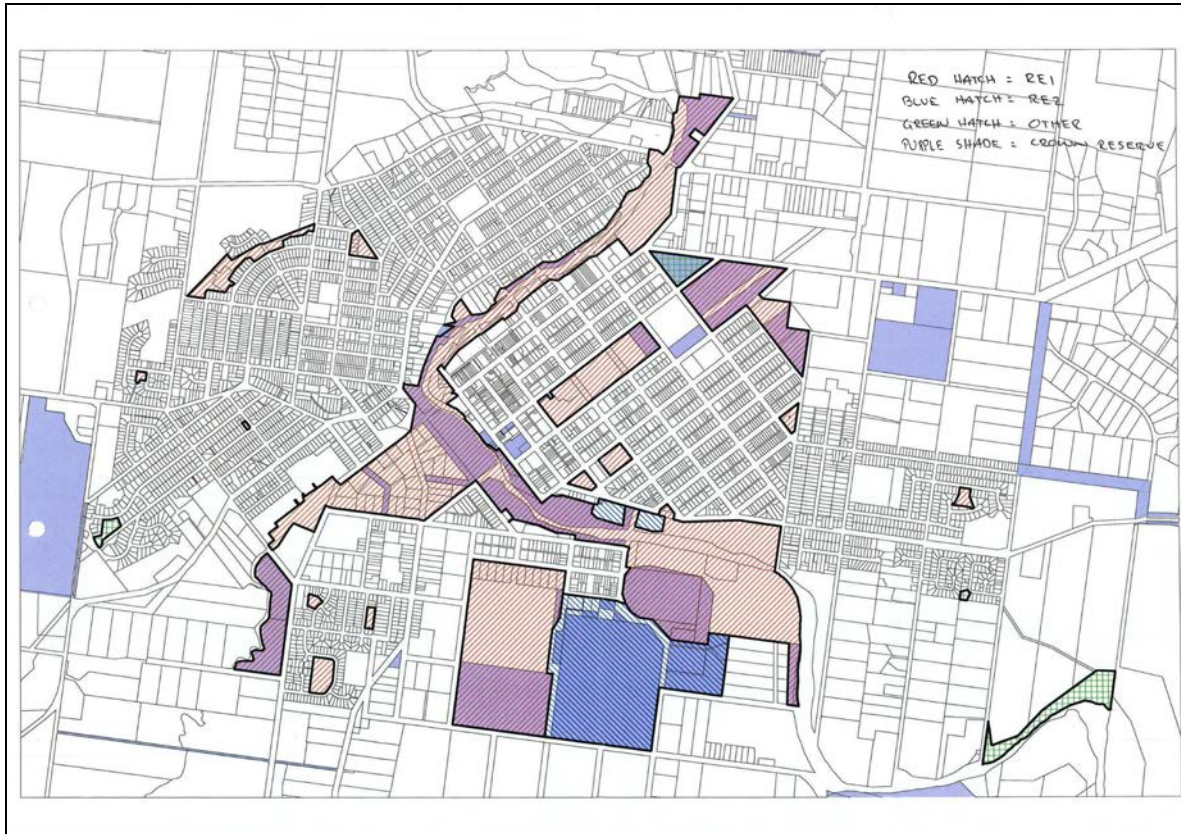 RED HATCH = RE1
BLUE HATCH = RE2
GREEN HATCH = OTHER
PURPLE SHADE = CROWN RESERVE